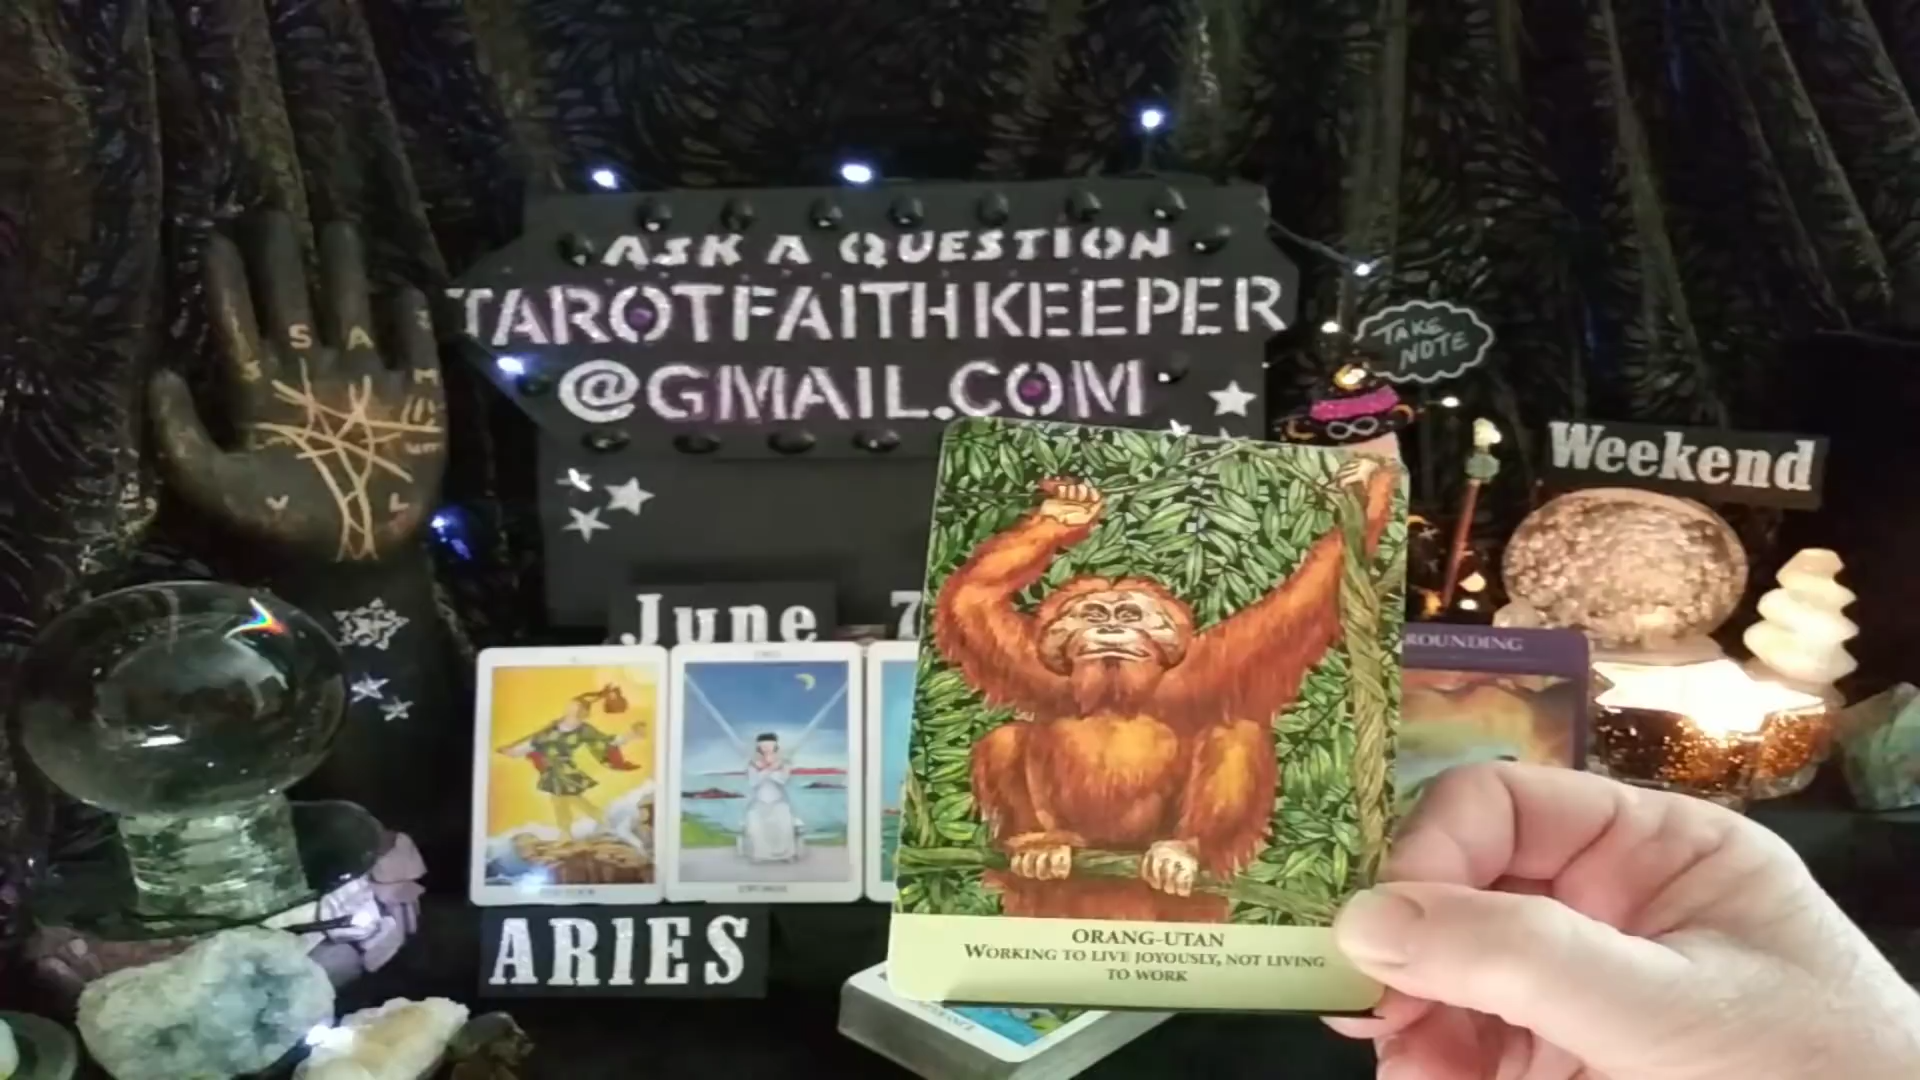 ASK A QUESTION
TAROTFAITHKEEPER
@GMAIL.COM
TAKE
NOTE
S A
M
V L
Weekend
June 7
ROUNDING
ARIES
ORANG-UTAN
WORKING TO LIVE JOYOUSLY, NOT LIVING
TO WORK